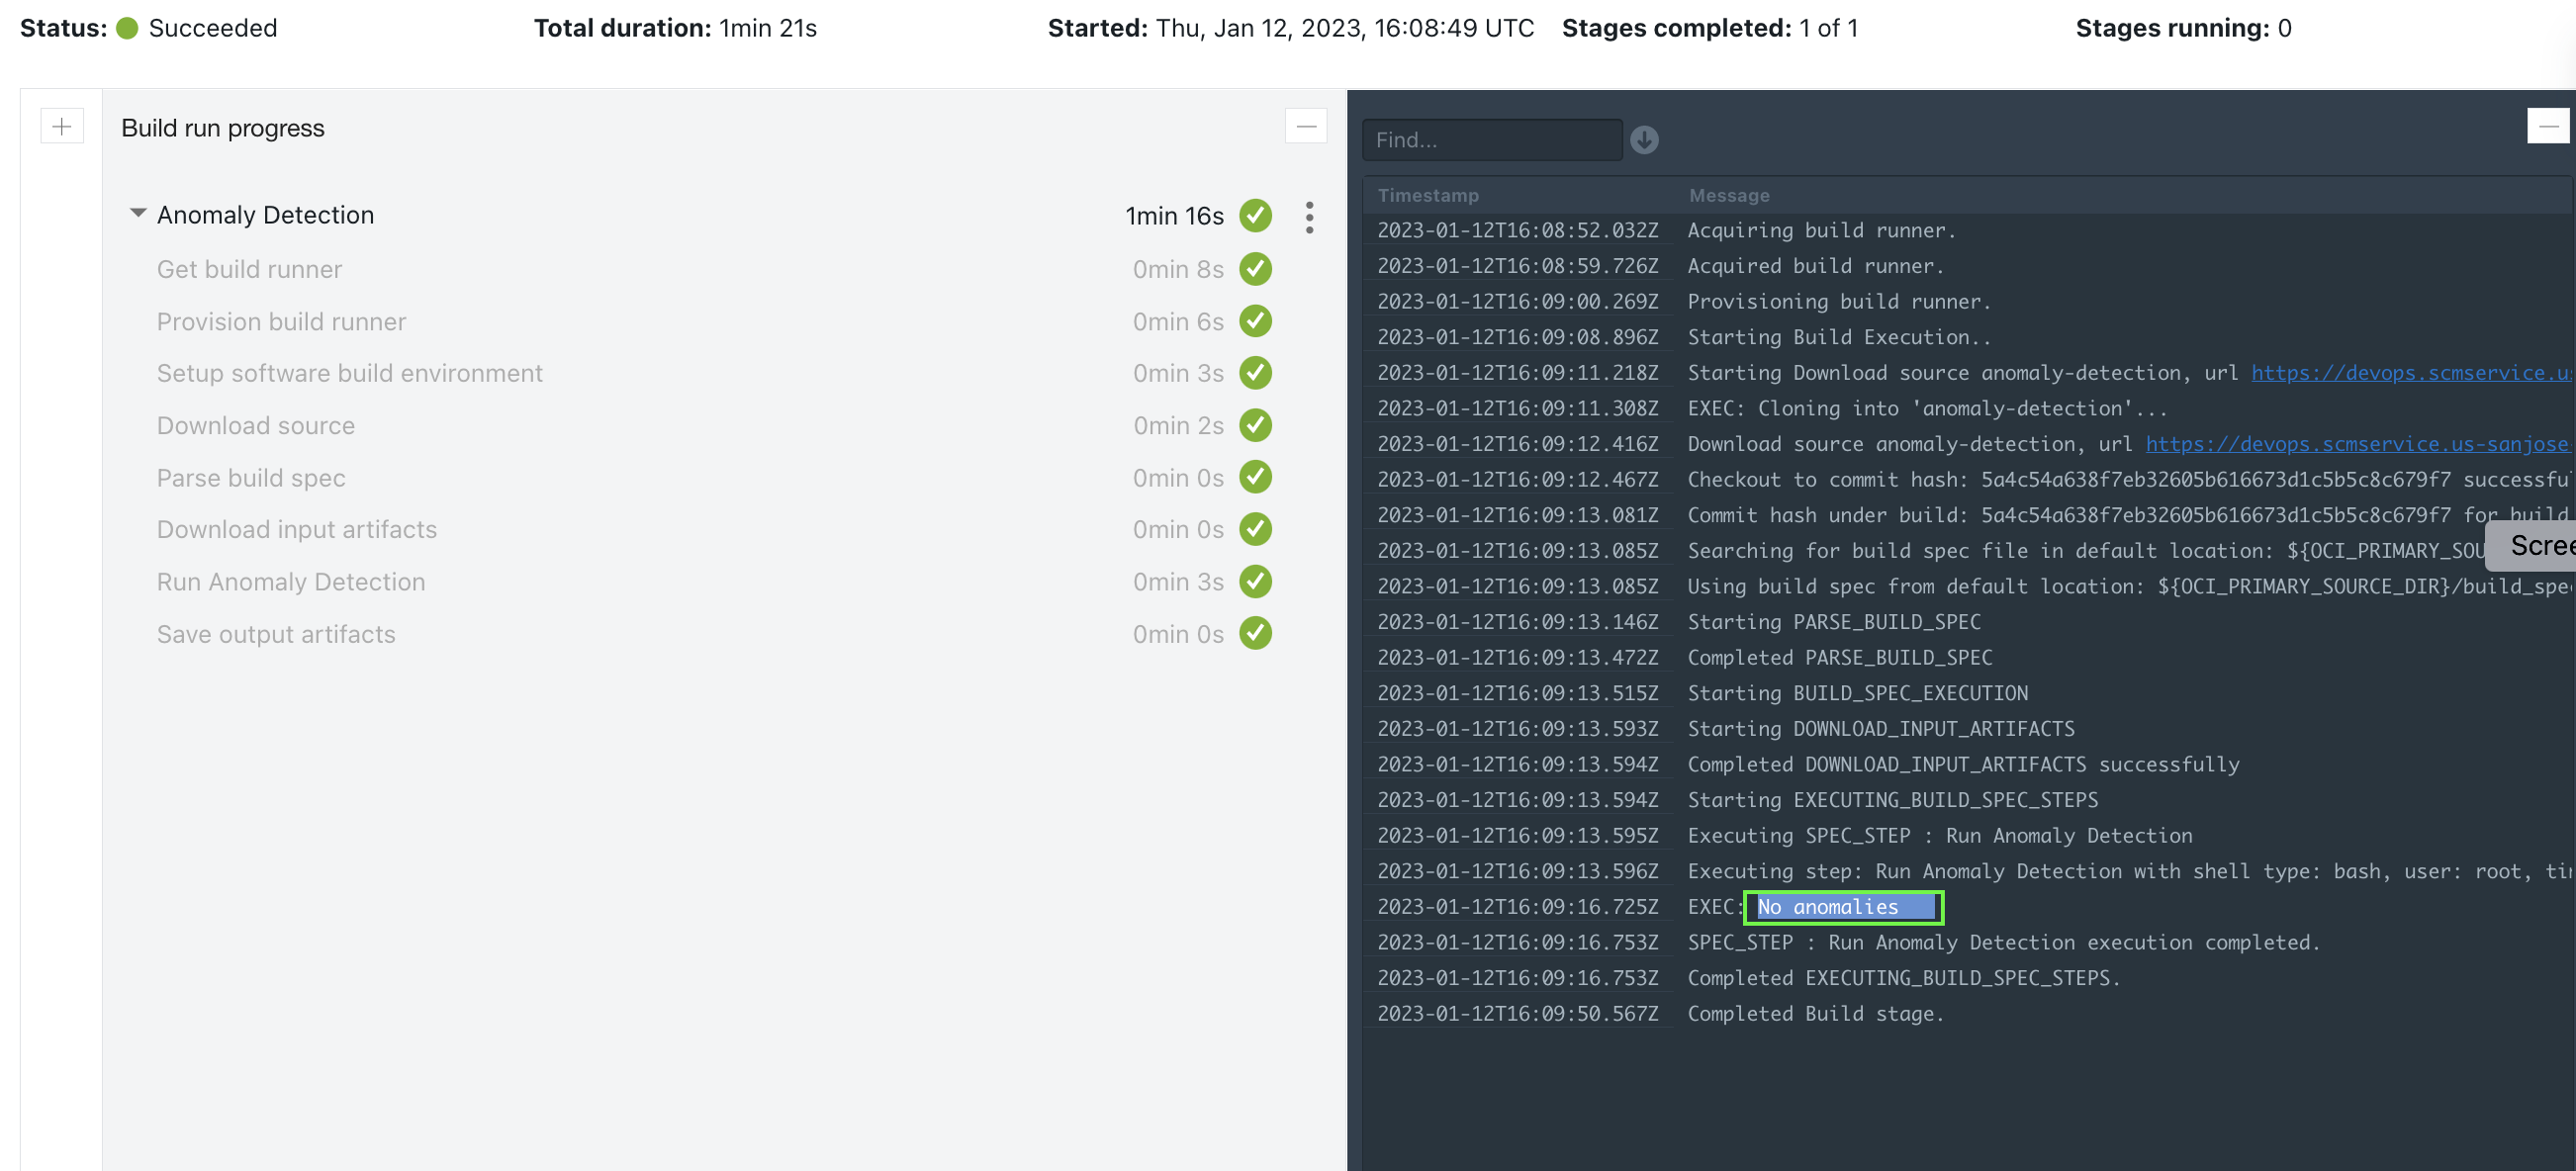 Status: Succeeded Total duration: 1min 21s Started: Thu, Jan 12, 2023, 16:08:49 UTC Stages completed: 1 of 1 Stages running: 0
Build run progress
Anomaly Detection 1min 16s
Get build runner 0min 8s
Provision build runner 0min 6s
Setup software build environment 0min 3s
Download source 0min 2s
Parse build spec 0min 0s
Download input artifacts 0min 0s
Run Anomaly Detection 0min 3s
Save output artifacts 0min 0s
Find...
Timestamp Message
2023-01-12T16:08:52.032Z Acquiring build runner.
2023-01-12T16:08:59.726Z Acquired build runner.
2023-01-12T16:09:00.269Z Provisioning build runner.
2023-01-12T16:09:08.896Z Starting Build Execution..
2023-01-12T16:09:11.218Z Starting Download source anomaly-detection, url https://devops.scmservice.us
2023-01-12T16:09:11.308Z EXEC: Cloning into 'anomaly-detection'...
2023-01-12T16:09:12.416Z Download source anomaly-detection, url https://devops.scmservice.us-sanjose
2023-01-12T16:09:12.467Z Checkout to commit hash: 5a4c54a638f7eb32605b616673d1c5b5c8c679f7 successfu
2023-01-12T16:09:13.081Z Commit hash under build: 5a4c54a638f7eb32605b616673d1c5b5c8c679f7 for build
2023-01-12T16:09:13.085Z Searching for build spec file in default location: ${OCI_PRIMARY_SOU
Scree
2023-01-12T16:09:13.085Z Using build spec from default location: ${OCI_PRIMARY_SOURCE_DIR}/build_spe
2023-01-12T16:09:13.146Z Starting PARSE_BUILD_SPEC
2023-01-12T16:09:13.472Z Completed PARSE_BUILD_SPEC
2023-01-12T16:09:13.515Z Starting BUILD_SPEC_EXECUTION
2023-01-12T16:09:13.593Z Starting DOWNLOAD_INPUT_ARTIFACTS
2023-01-12T16:09:13.594Z Completed DOWNLOAD_INPUT_ARTIFACTS successfully
2023-01-12T16:09:13.594Z Starting EXECUTING_BUILD_SPEC_STEPS
2023-01-12T16:09:13.595Z Executing SPEC_STEP : Run Anomaly Detection
2023-01-12T16:09:13.596Z Executing step: Run Anomaly Detection with shell type: bash, user: root, ti
2023-01-12T16:09:16.725Z EXEC: No anomalies
2023-01-12T16:09:16.753Z SPEC_STEP : Run Anomaly Detection execution completed.
2023-01-12T16:09:16.753Z Completed EXECUTING_BUILD_SPEC_STEPS.
2023-01-12T16:09:50.567Z Completed Build stage.